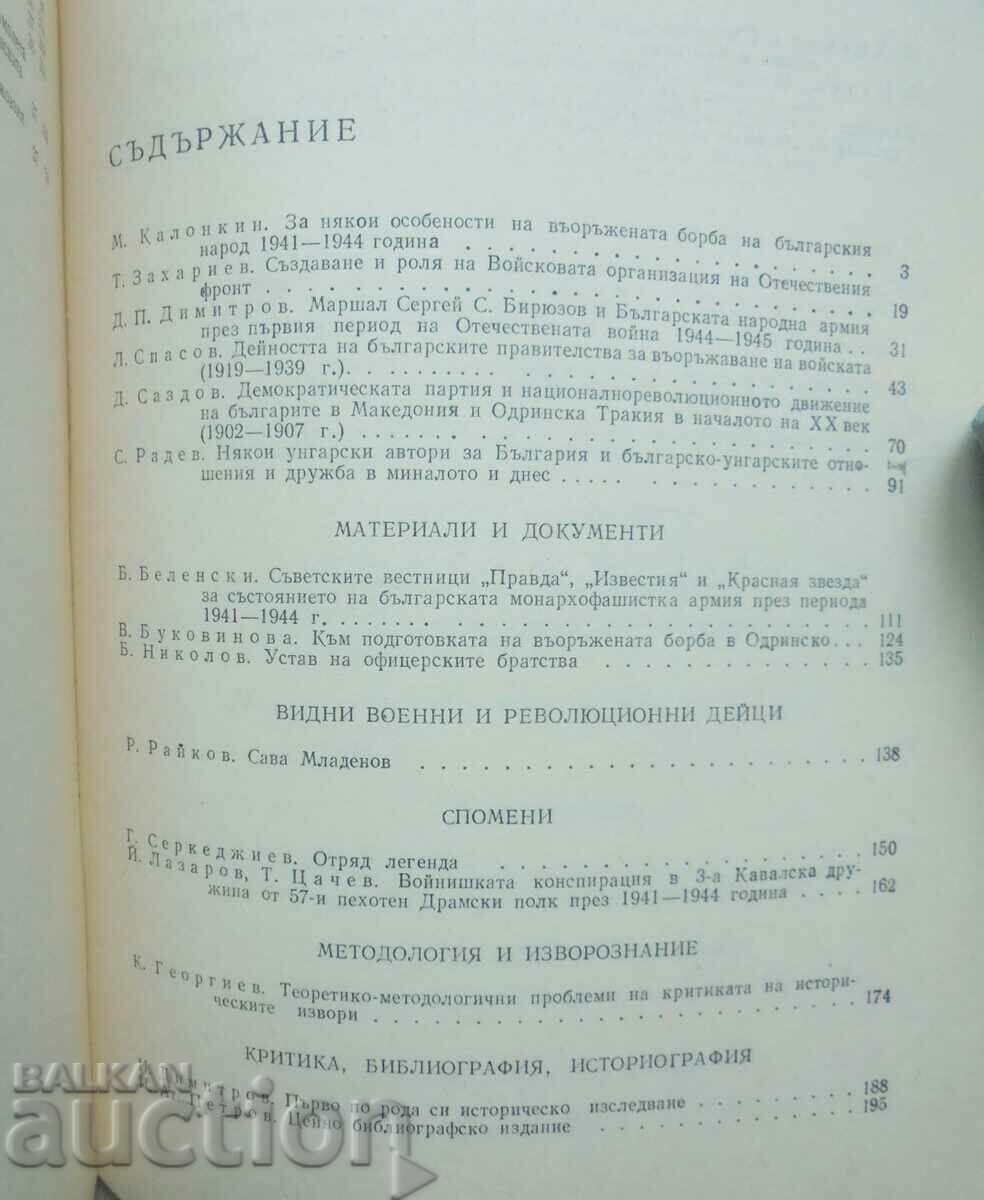 СЪДЪРЖАНИЕ
М. Калонкин. За някои особености на въоръжената борба на българския
народ 1941—1944 година . . . . . . . . . . . . . . 3
Т. Захариев. Създаване и роля на Войсковата организация на Отечествения
фронт . . . . . . . . . . . . . . . . . . . . 19
Д. П. Димитров. Маршал Сергей С. Бирюзов и Българската народна армия
през първия период на Отечествената война 1944—1945 година . . 31
Л. Спасов. Дейността на българските правителства за въоръжаване на войската
(1919—1939 г.). . . . . . . . . . . . . . . . . 43
Д. Саздов. Демократическата партия и националнореволюционното движение
на българите в Македония и Одринска Тракия в началото на XX век
(1902—1907 г.) . . . . . . . . . . . . . . . . . 70
С. Радев. Някои унгарски автори за България и българско-унгарските отно-
шения и дружба в миналото и днес . . . . . . . . . . . . . 91
МАТЕРИАЛИ И ДОКУМЕНТИ
Б. Беленски. Съветските вестници „Правда“, „Известия“ и „Красная звезда“
за състоянието на българската монархофашистка армия през периода
1941—1944 г. . . . . . . . . . . . . . . . . . 111
В. Буковинова. Към подготовката на въоръжената борба в Одринско. . . 124
Б. Николов. Устав на офицерските братства . . . . . . . . . . 135
ВИДНИ ВОЕННИ И РЕВОЛЮЦИОННИ ДЕЙЦИ
Р. Райков. Сава Младенов . . . . . . . . . . . . . . . 138
СПОМЕНИ
Г. Серкеджиев. Отряд легенда . . . . . . . . . . . . . . 150
Й. Лазаров, Т. Цачев. Войнишката конспирация в 3-а Кавалска дру-
жина от 57-и пехотен Драмски полк през 1941—1944 година . . . . 162
МЕТОДОЛОГИЯ И ИЗВОРОЗНАНИЕ
К. Георгиев. Теоретико-методологични проблеми на критиката на истори-
ческите извори . . . . . . . . . . . . . . . . . 174
КРИТИКА, БИБЛИОГРАФИЯ, ИСТОРИОГРАФИЯ
Димитров. Първо по рода си историческо изследване . . . . . . 188
Петров. Ценно библиографско издание . . . . . . . . . . 195
BALKAN
auction